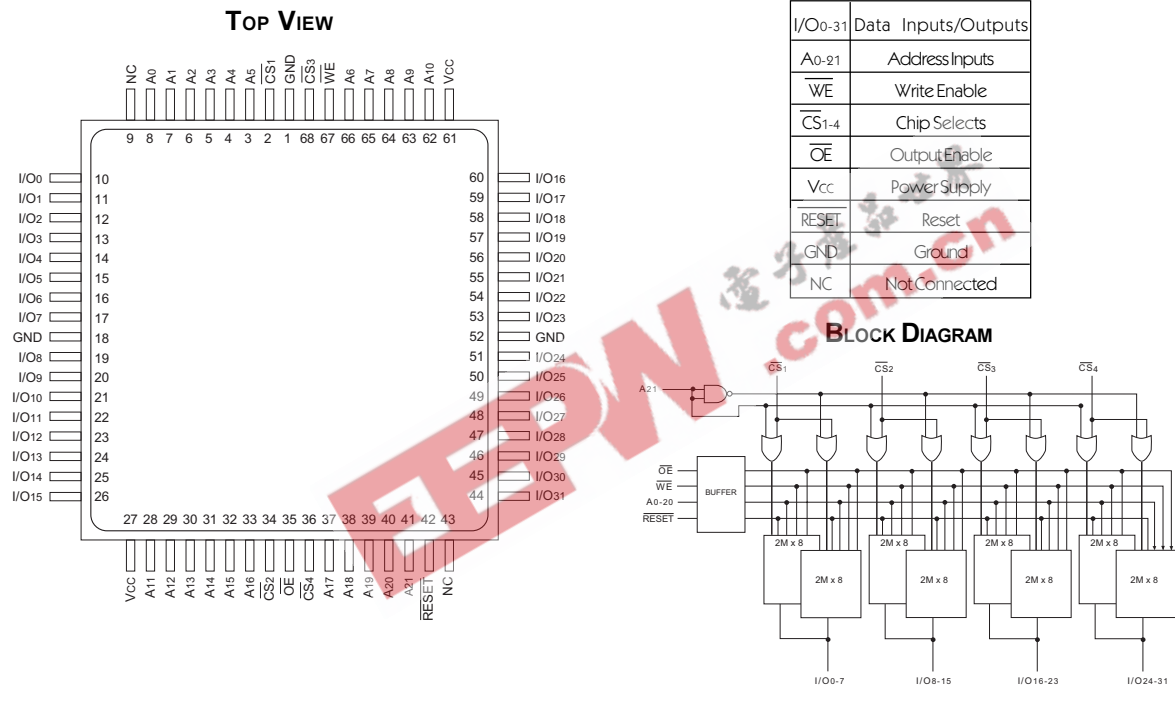 TOP VIEW
NC A0 A1 A2 A3 A4 A5 CS1 GND CS3 WE A6 A7 A8 A9 A10 VCC
9 8 7 6 5 4 3 2 1 68 67 66 65 64 63 62 61
I/O0 10 60 I/O16
I/O1 11 59 I/O17
I/O2 12 58 I/O18
I/O3 13 57 I/O19
I/O4 14 56 I/O20
I/O5 15 55 I/O21
I/O6 16 54 I/O22
I/O7 17 53 I/O23
GND 18 52 GND
I/O8 19 51 I/O24
I/O9 20 50 I/O25
I/O10 21 49 I/O26
I/O11 22 48 I/O27
I/O12 23 47 I/O28
I/O13 24 46 I/O29
I/O14 25 45 I/O30
I/O15 26 44 I/O31
27 28 29 30 31 32 33 34 35 36 37 38 39 40 41 42 43
VCC A11 A12 A13 A14 A15 A16 CS2 OE CS4 A17 A18 A19 A20 A21 RESET NC
I/O0-31 Data Inputs/Outputs
A0-21 Address Inputs
WE Write Enable
CS1-4 Chip Selects
OE Output Enable
VCC Power Supply
RESET Reset
GND Ground
NC Not Connected
BLOCK DIAGRAM
CS1 CS2 CS3 CS4
A21
OE
WE
A0-20
RESET
BUFFER
2M x 8 2M x 8 2M x 8 2M x 8
2M x 8 2M x 8 2M x 8 2M x 8
I/O0-7 I/O8-15 I/O16-23 I/O24-31
EEPW .com.cn
電子產品世界